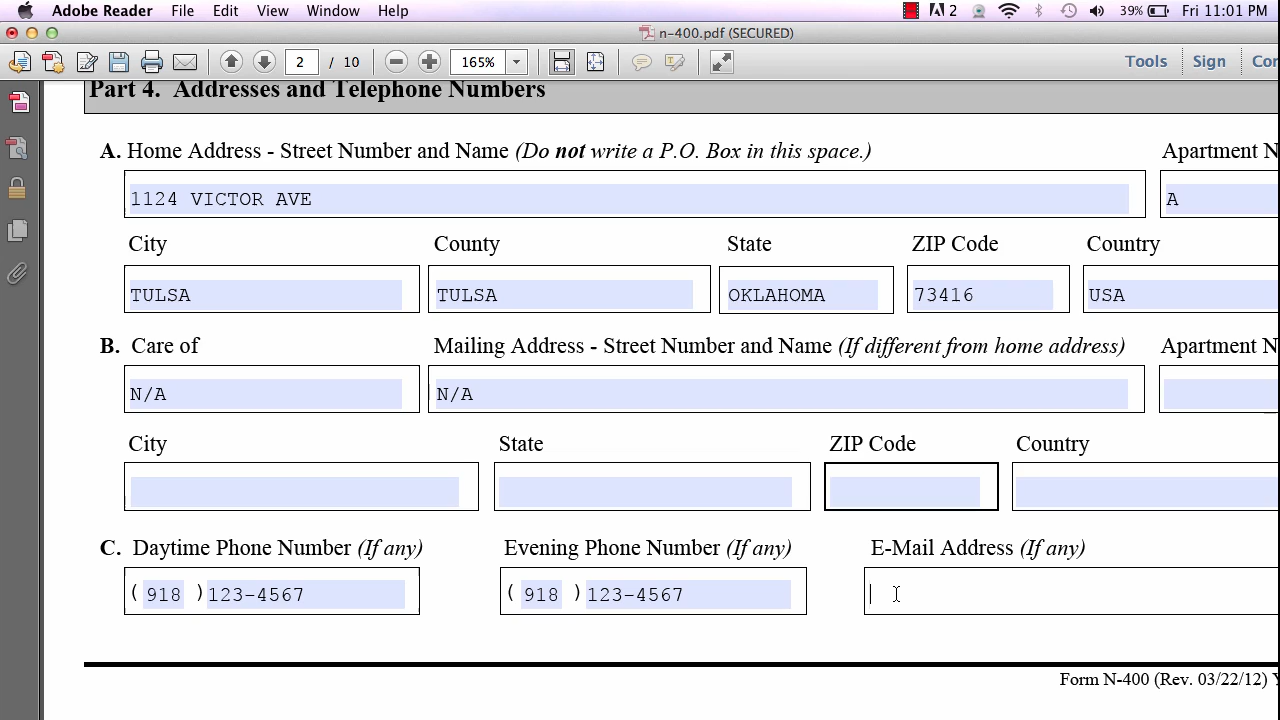 Adobe Reader File Edit View Window Help 2 39% Fri 11:01 PM
n-400.pdf (SECURED)
2 / 10 165% Tools Sign
Part 4. Addresses and Telephone Numbers
A. Home Address - Street Number and Name (Do not write a P.O. Box in this space.) Apartment N
1124 VICTOR AVE A
City County State ZIP Code Country
TULSA TULSA OKLAHOMA 73416 USA
B. Care of Mailing Address - Street Number and Name (If different from home address) Apartment N
N/A N/A
City State ZIP Code Country
C. Daytime Phone Number (If any) Evening Phone Number (If any) E-Mail Address (If any)
( 918 ) 123-4567 ( 918 ) 123-4567
Form N-400 (Rev. 03/22/12) Y